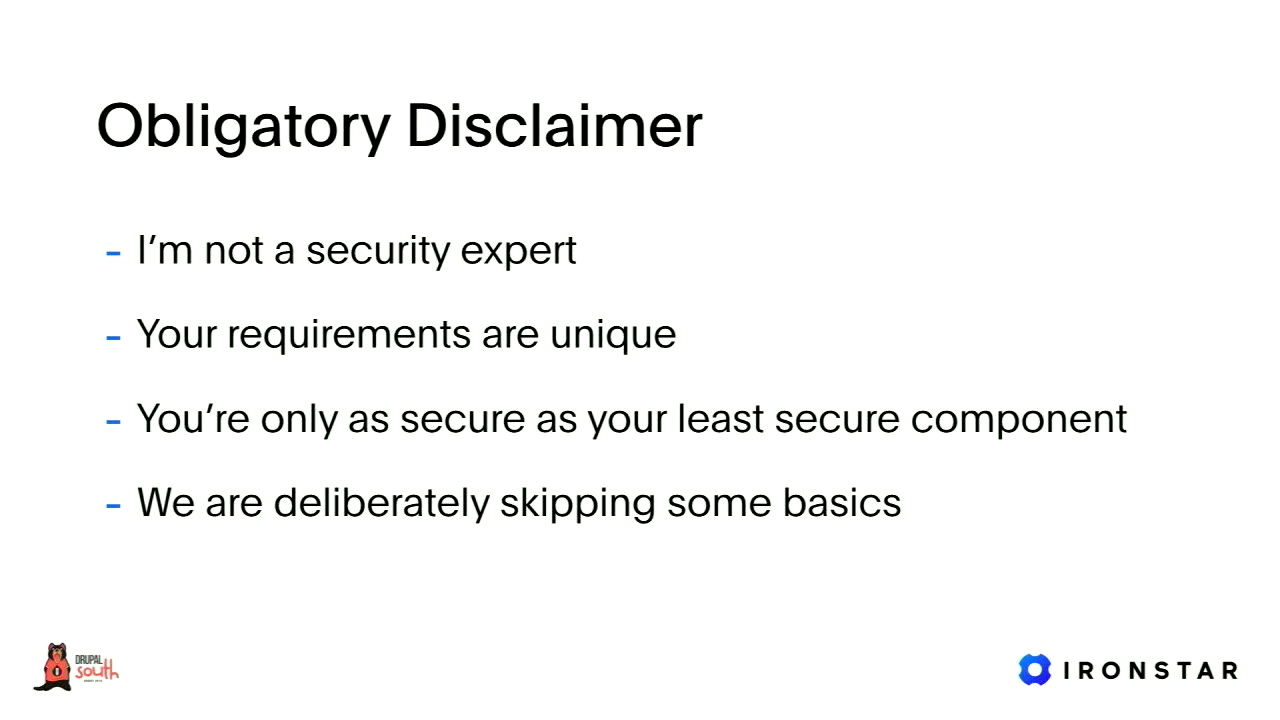 Obligatory Disclaimer
- I’m not a security expert
- Your requirements are unique
- You’re only as secure as your least secure component
- We are deliberately skipping some basics
DRUPAL
south
IRONSTAR